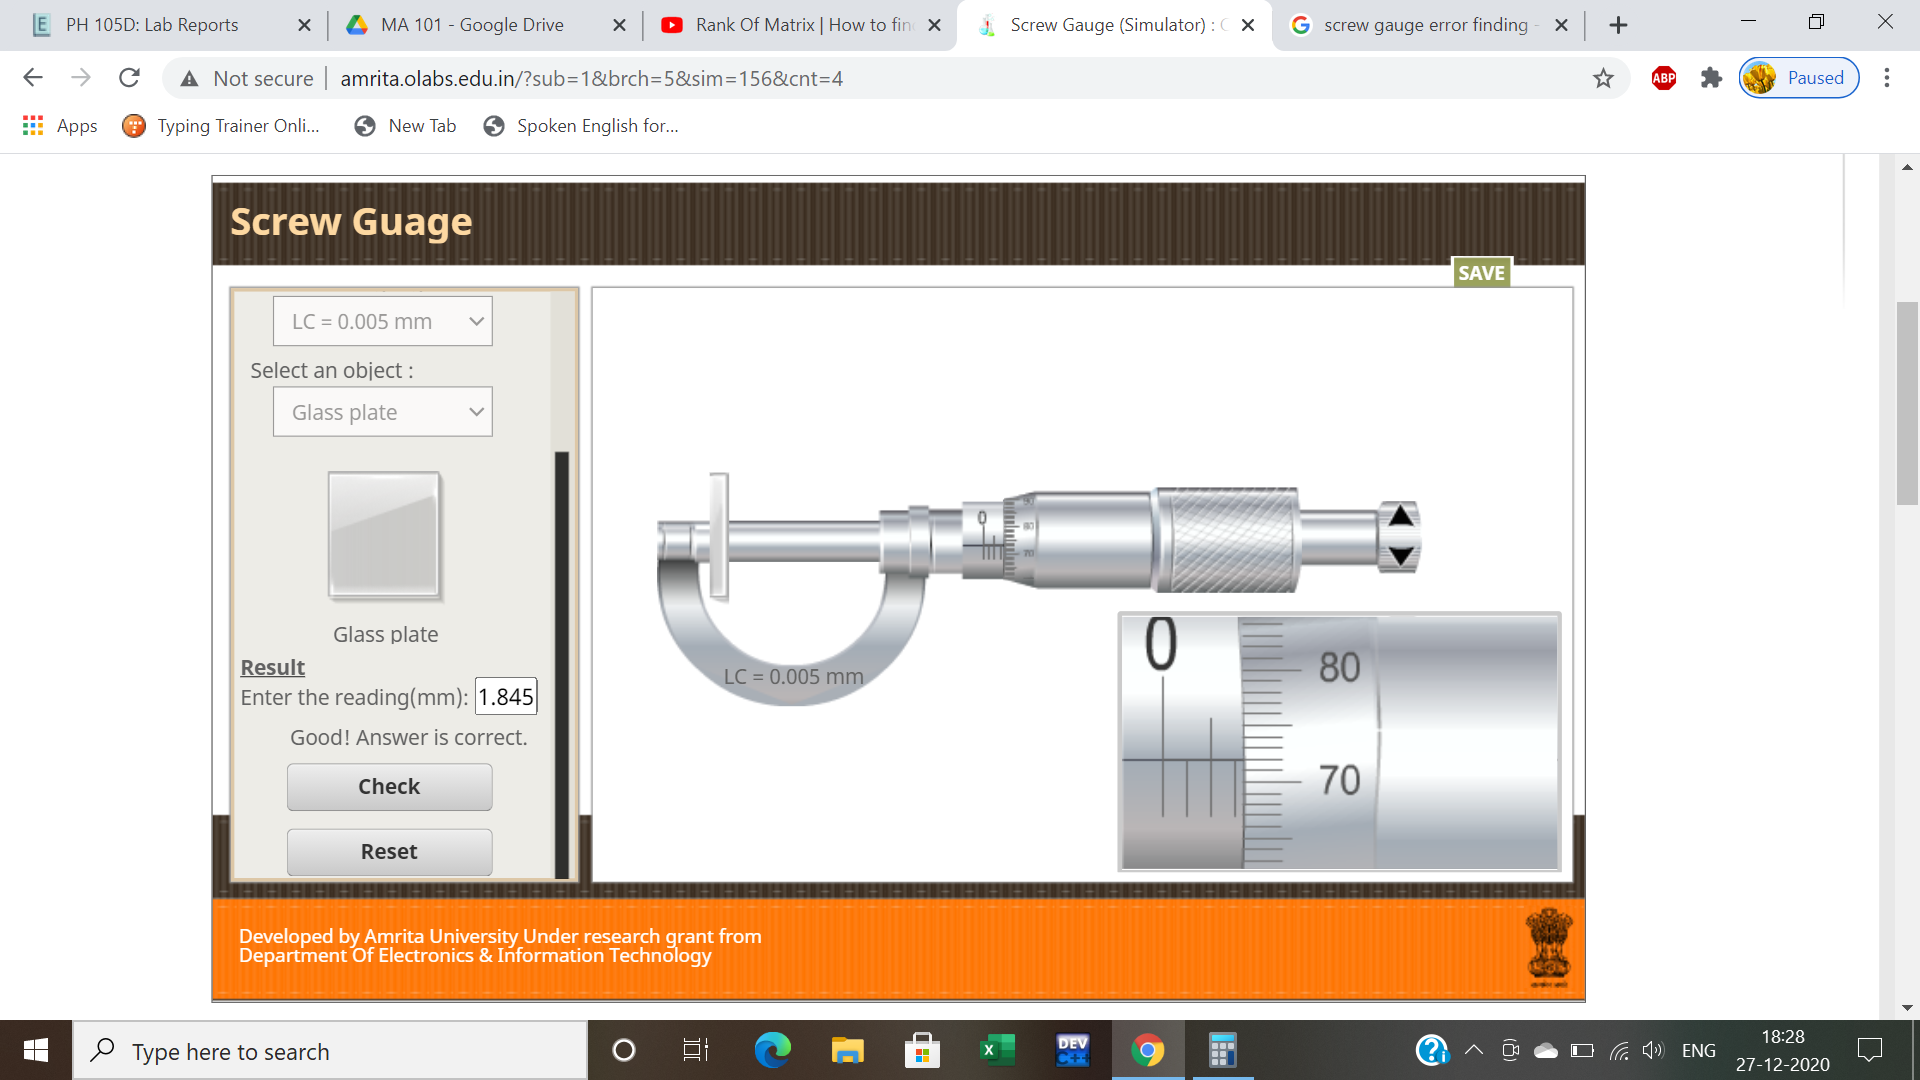 PH 105D: Lab Reports
MA 101 - Google Drive
Rank Of Matrix | How to fin
Screw Gauge (Simulator) :
screw gauge error finding -
Not secure
amrita.olabs.edu.in/?sub=1&brch=5&sim=156&cnt=4
ABP
Paused
Apps
Typing Trainer Onli...
New Tab
Spoken English for...
Screw Guage
SAVE
LC = 0.005 mm
Select an object :
Glass plate
Glass plate
Result
Enter the reading(mm): 1.845
Good! Answer is correct.
Check
Reset
0
80
70
LC = 0.005 mm
0
80
70
Developed by Amrita University Under research grant from
Department Of Electronics & Information Technology
Type here to search
DEV
C++
ENG
18:28
27-12-2020